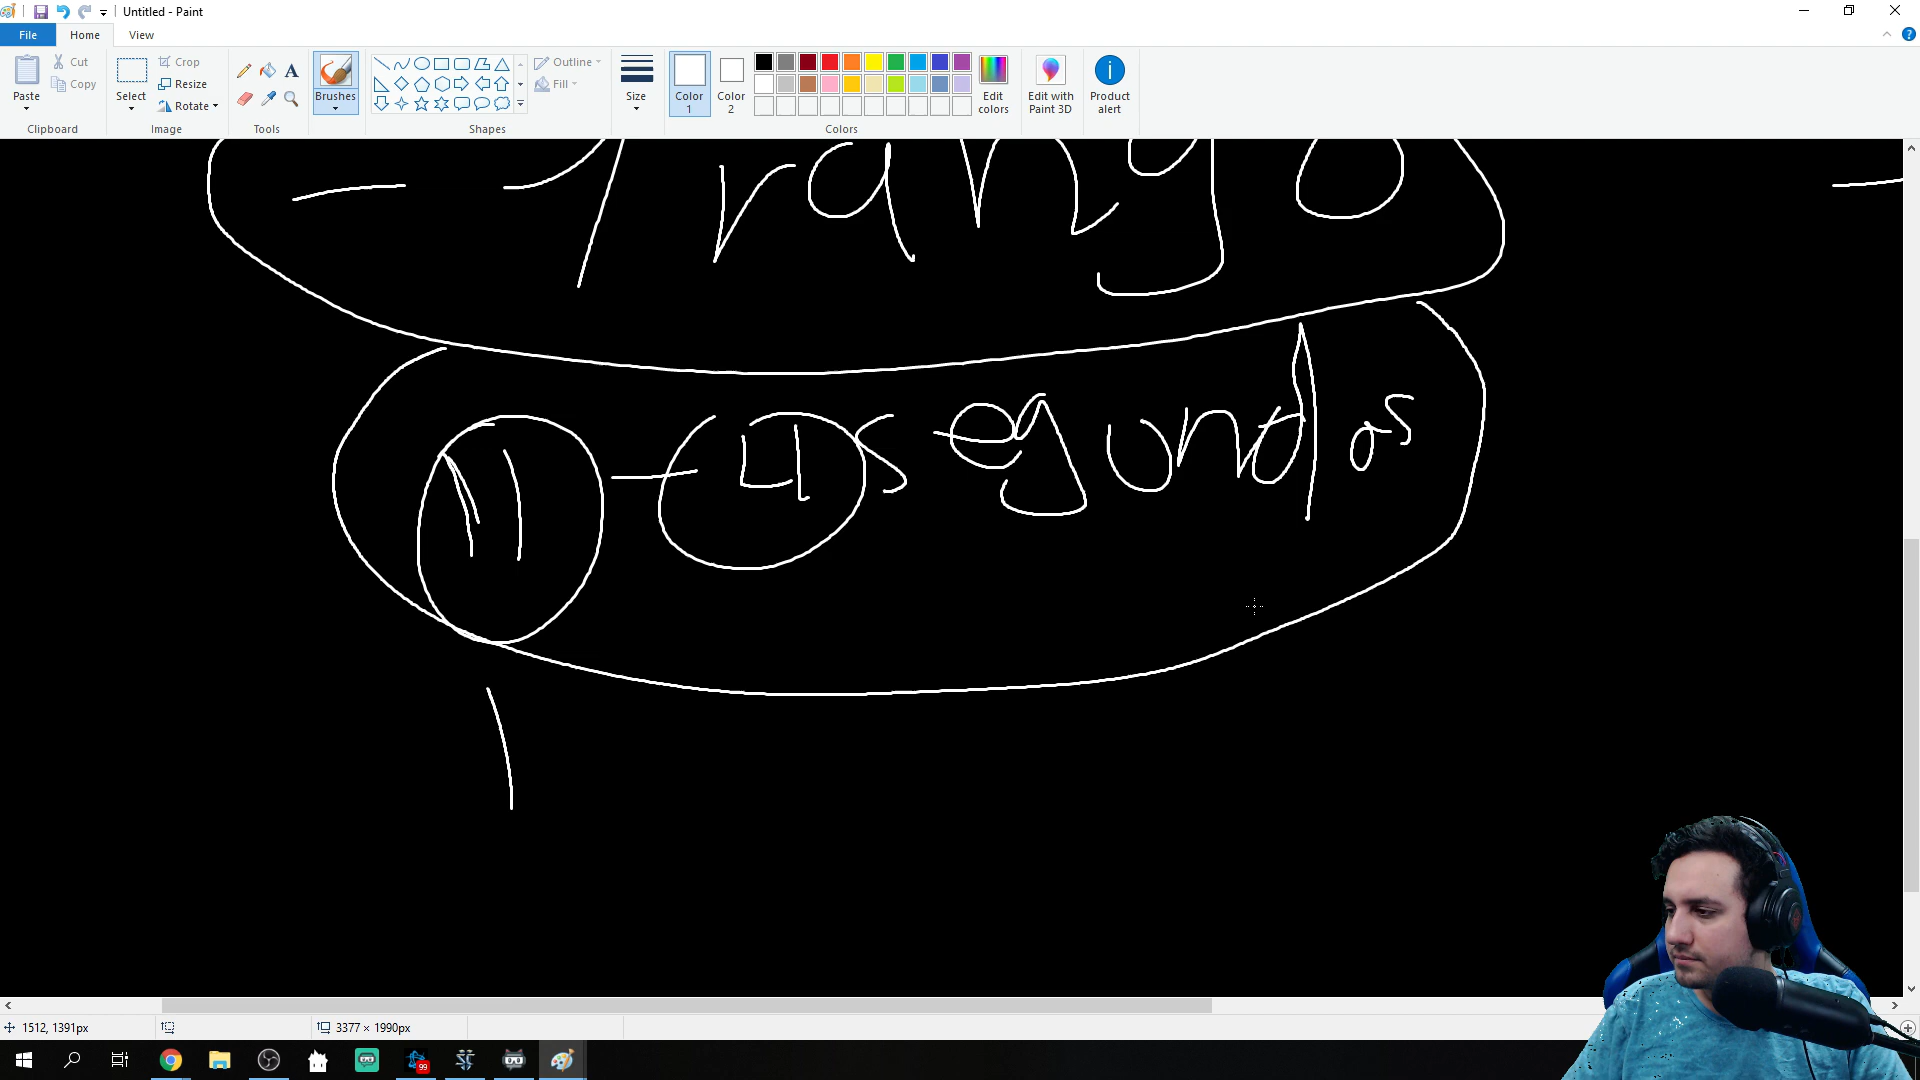 Untitled - Paint
File Home View
Paste
Cut
Copy
Clipboard
Select
Crop
Resize
Rotate
Image
Tools
Brushes
Shapes
Outline
Fill
Size
Color 1
Color 2
Colors
Edit colors
Edit with Paint 3D
Product alert
- 1 rango
11 - 4 segundos
1512, 1391px
3377 × 1990px
99